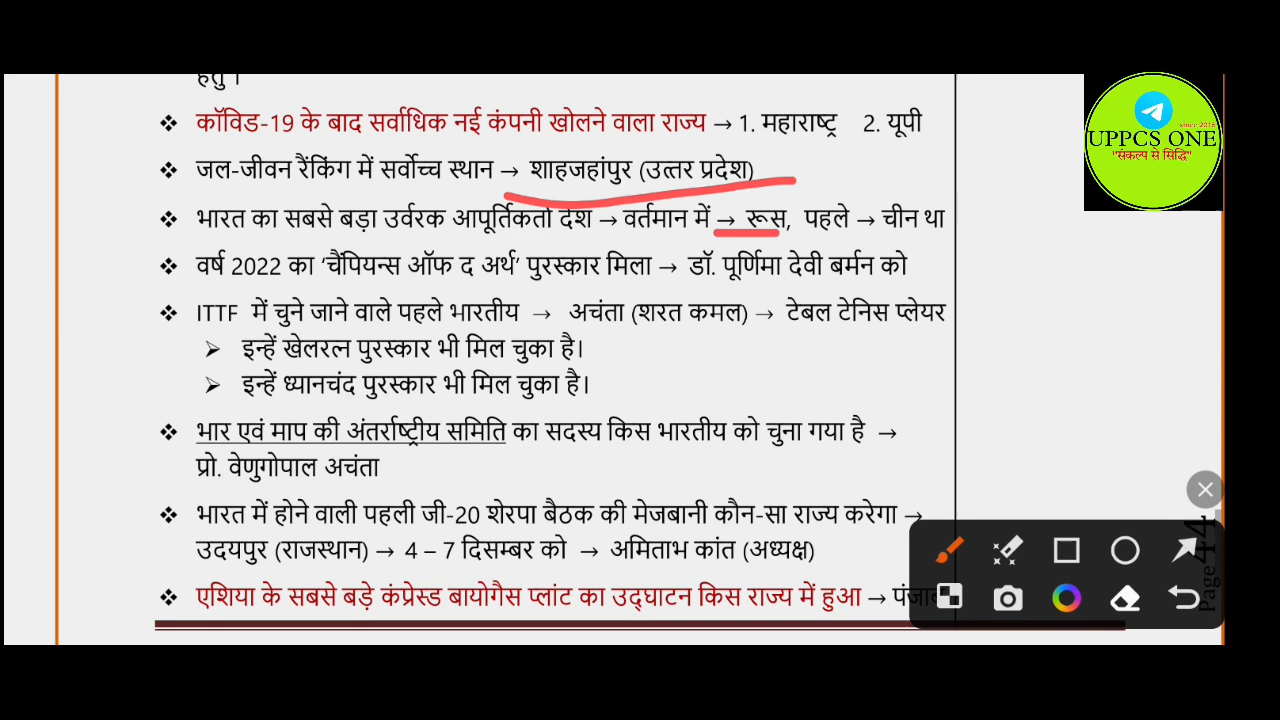 हेतु ।
❖ कॉविड-19 के बाद सर्वाधिक नई कंपनी खोलने वाला राज्य → 1. महाराष्ट्र 2. यूपी
❖ जल-जीवन रैंकिंग में सर्वोच्च स्थान → शाहजहांपुर (उत्तर प्रदेश)
❖ भारत का सबसे बड़ा उर्वरक आपूर्तिकर्ता देश → वर्तमान में → रूस, पहले → चीन था
❖ वर्ष 2022 का ‘चैंपियन्स ऑफ द अर्थ’ पुरस्कार मिला → डॉ. पूर्णिमा देवी बर्मन को
❖ ITTF में चुने जाने वाले पहले भारतीय → अचंता (शरत कमल) → टेबल टेनिस प्लेयर
➢ इन्हें खेलरत्न पुरस्कार भी मिल चुका है।
➢ इन्हें ध्यानचंद पुरस्कार भी मिल चुका है।
❖ भार एवं माप की अंतर्राष्ट्रीय समिति का सदस्य किस भारतीय को चुना गया है →
प्रो. वेणुगोपाल अचंता
❖ भारत में होने वाली पहली जी-20 शेरपा बैठक की मेजबानी कौन-सा राज्य करेगा →
उदयपुर (राजस्थान) → 4 – 7 दिसम्बर को → अमिताभ कांत (अध्यक्ष)
❖ एशिया के सबसे बड़े कंप्रेस्ड बायोगैस प्लांट का उद्घाटन किस राज्य में हुआ → पंजाब
since 2016
UPPCS ONE
"संकल्प से सिद्धि"
Page 44